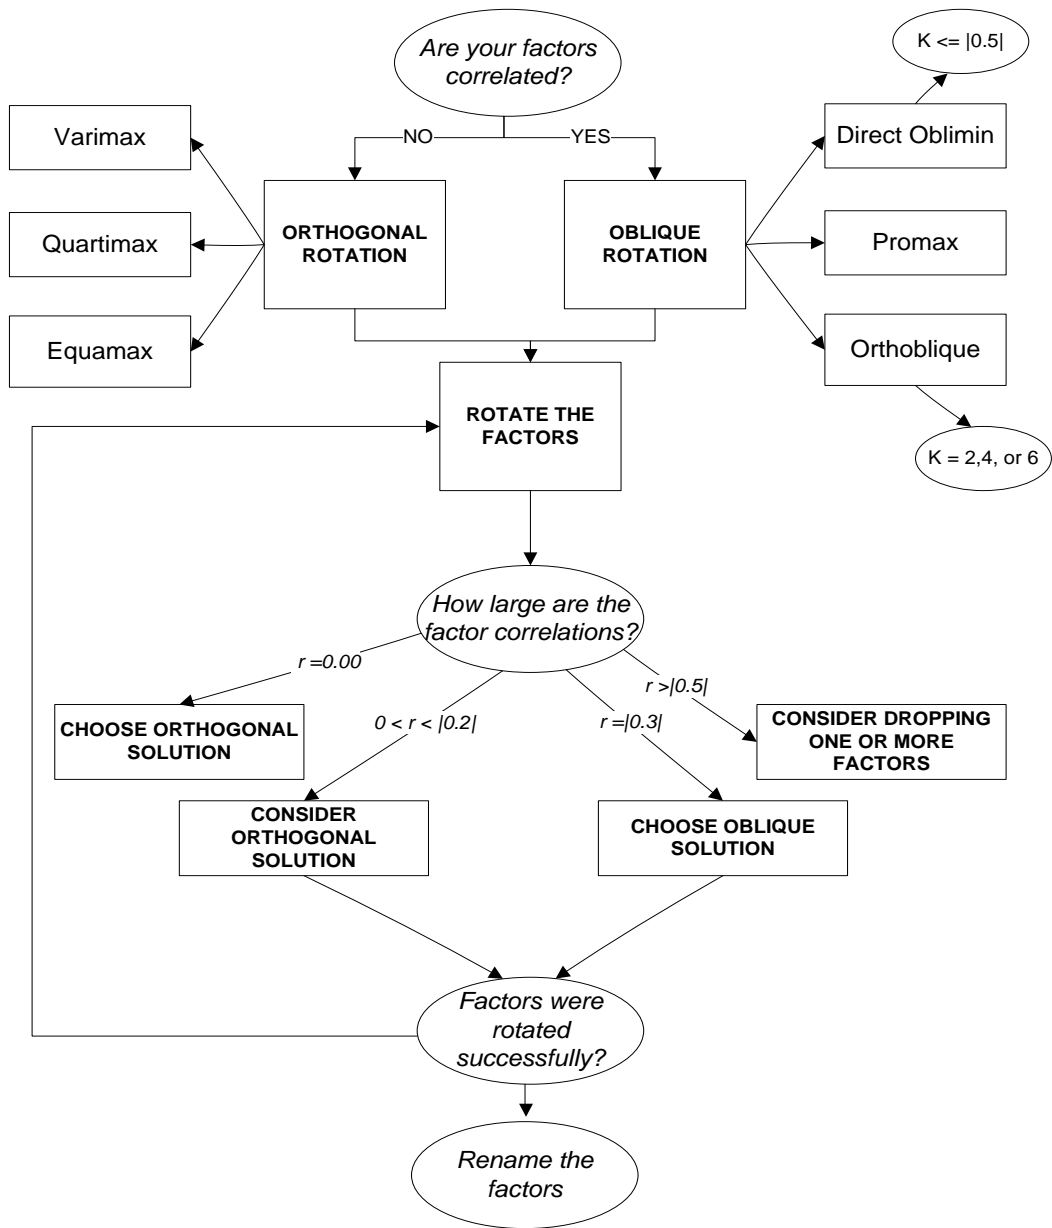 Are your factors
correlated?
K <= |0.5|
NO
YES
Varimax
Quartimax
Equamax
ORTHOGONAL
ROTATION
OBLIQUE
ROTATION
Direct Oblimin
Promax
Orthoblique
K = 2,4, or 6
ROTATE THE
FACTORS
How large are the
factor correlations?
r =0.00
0 < r < |0.2|
r =|0.3|
r >|0.5|
CHOOSE ORTHOGONAL
SOLUTION
CONSIDER
ORTHOGONAL
SOLUTION
CHOOSE OBLIQUE
SOLUTION
CONSIDER DROPPING
ONE OR MORE
FACTORS
Factors were
rotated
successfully?
Rename the
factors